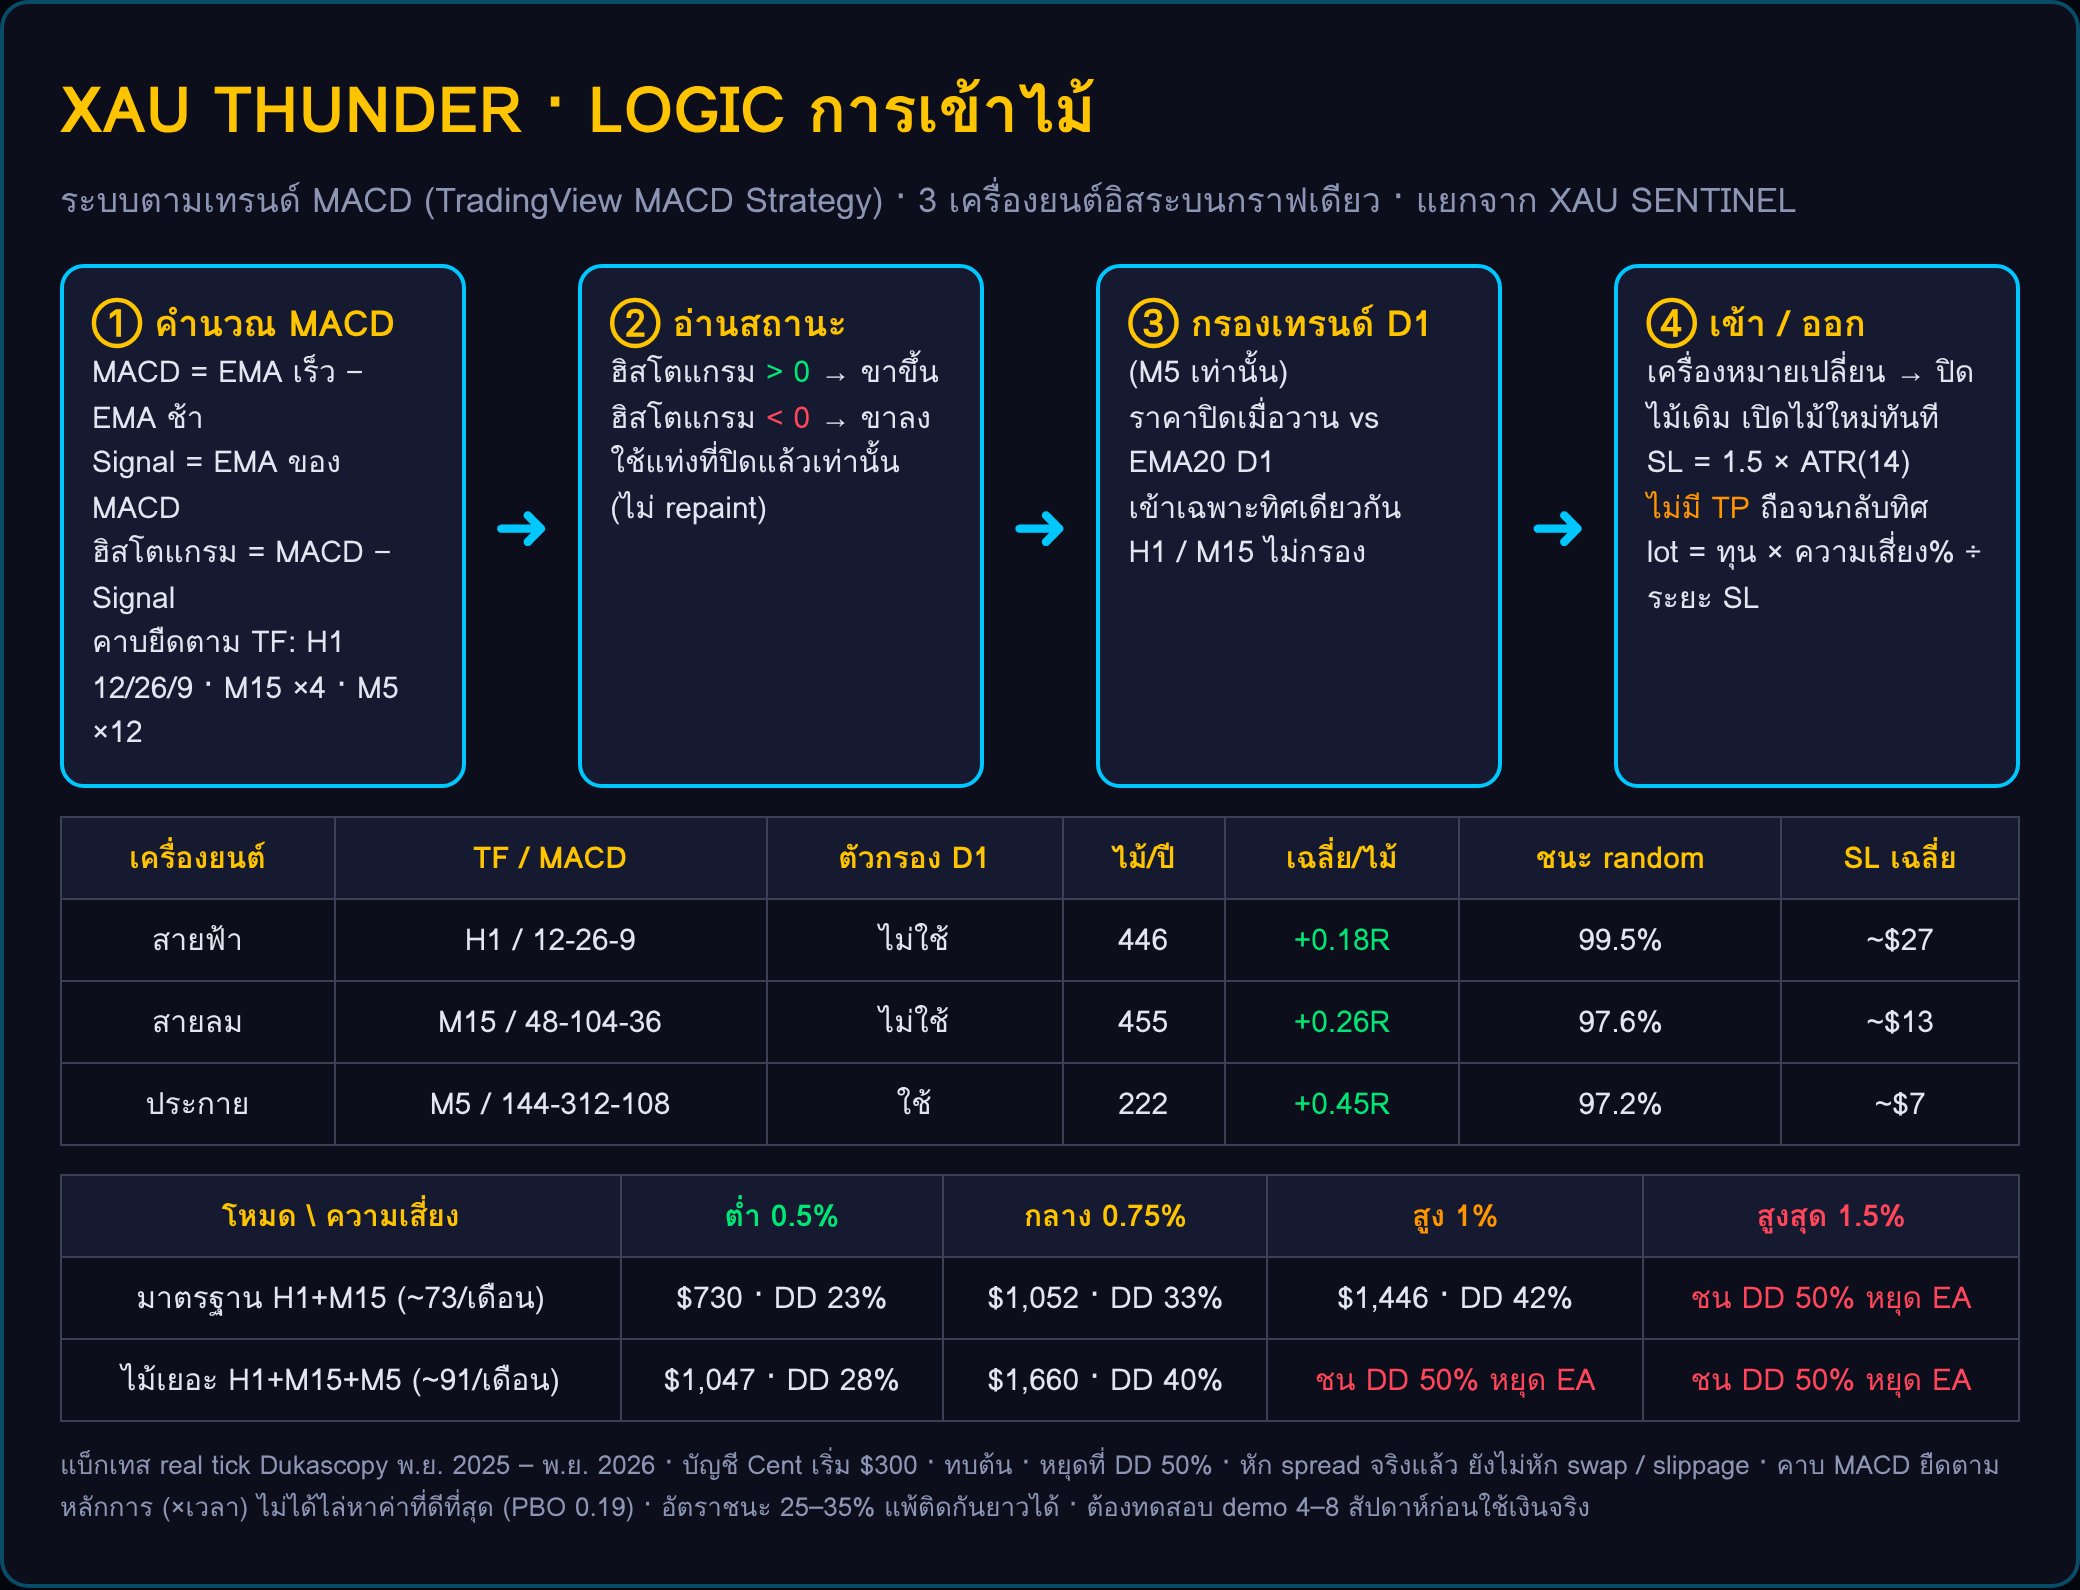 XAU THUNDER · LOGIC การเข้าไม้
ระบบตามเทรนด์ MACD (TradingView MACD Strategy) · 3 เครื่องยนต์อิสระบนกราฟเดียว · แยกจาก XAU SENTINEL
① คำนวณ MACD
MACD = EMA เร็ว −
EMA ช้า
Signal = EMA ของ
MACD
ฮิสโตแกรม = MACD −
Signal
คาบยืดตาม TF: H1
12/26/9 · M15 ×4 · M5
×12
➜
② อ่านสถานะ
ฮิสโตแกรม > 0 → ขาขึ้น
ฮิสโตแกรม < 0 → ขาลง
ใช้แท่งที่ปิดแล้วเท่านั้น
(ไม่ repaint)
➜
③ กรองเทรนด์ D1
(M5 เท่านั้น)
ราคาปิดเมื่อวาน vs
EMA20 D1
เข้าเฉพาะทิศเดียวกัน
H1 / M15 ไม่กรอง
➜
④ เข้า / ออก
เครื่องหมายเปลี่ยน → ปิด
ไม้เดิม เปิดไม้ใหม่ทันที
SL = 1.5 × ATR(14)
ไม่มี TP ถือจนกลับทิศ
lot = ทุน × ความเสี่ยง% ÷
ระยะ SL
เครื่องยนต์ TF / MACD ตัวกรอง D1 ไม้/ปี เฉลี่ย/ไม้ ชนะ random SL เฉลี่ย
สายฟ้า H1 / 12-26-9 ไม่ใช้ 446 +0.18R 99.5% ~$27
สายลม M15 / 48-104-36 ไม่ใช้ 455 +0.26R 97.6% ~$13
ประกาย M5 / 144-312-108 ใช้ 222 +0.45R 97.2% ~$7
โหมด \ ความเสี่ยง ต่ำ 0.5% กลาง 0.75% สูง 1% สูงสุด 1.5%
มาตรฐาน H1+M15 (~73/เดือน) $730 · DD 23% $1,052 · DD 33% $1,446 · DD 42% ชน DD 50% หยุด EA
ไม้เยอะ H1+M15+M5 (~91/เดือน) $1,047 · DD 28% $1,660 · DD 40% ชน DD 50% หยุด EA ชน DD 50% หยุด EA
แบ็กเทส real tick Dukascopy พ.ย. 2025 – พ.ย. 2026 · บัญชี Cent เริ่ม $300 · ทบต้น · หยุดที่ DD 50% · หัก spread จริงแล้ว ยังไม่หัก swap / slippage · คาบ MACD ยืดตาม
หลักการ (×เวลา) ไม่ได้ไล่หาค่าที่ดีที่สุด (PBO 0.19) · อัตราชนะ 25–35% แพ้ติดกันยาวได้ · ต้องทดสอบ demo 4–8 สัปดาห์ก่อนใช้เงินจริง